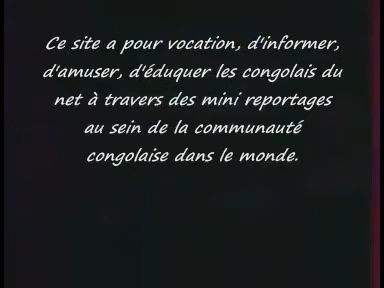 Ce site a pour vocation, d'informer,
d'amuser, d'éduquer les congolais du
net à travers des mini reportages
au sein de la communauté
congolaise dans le monde.